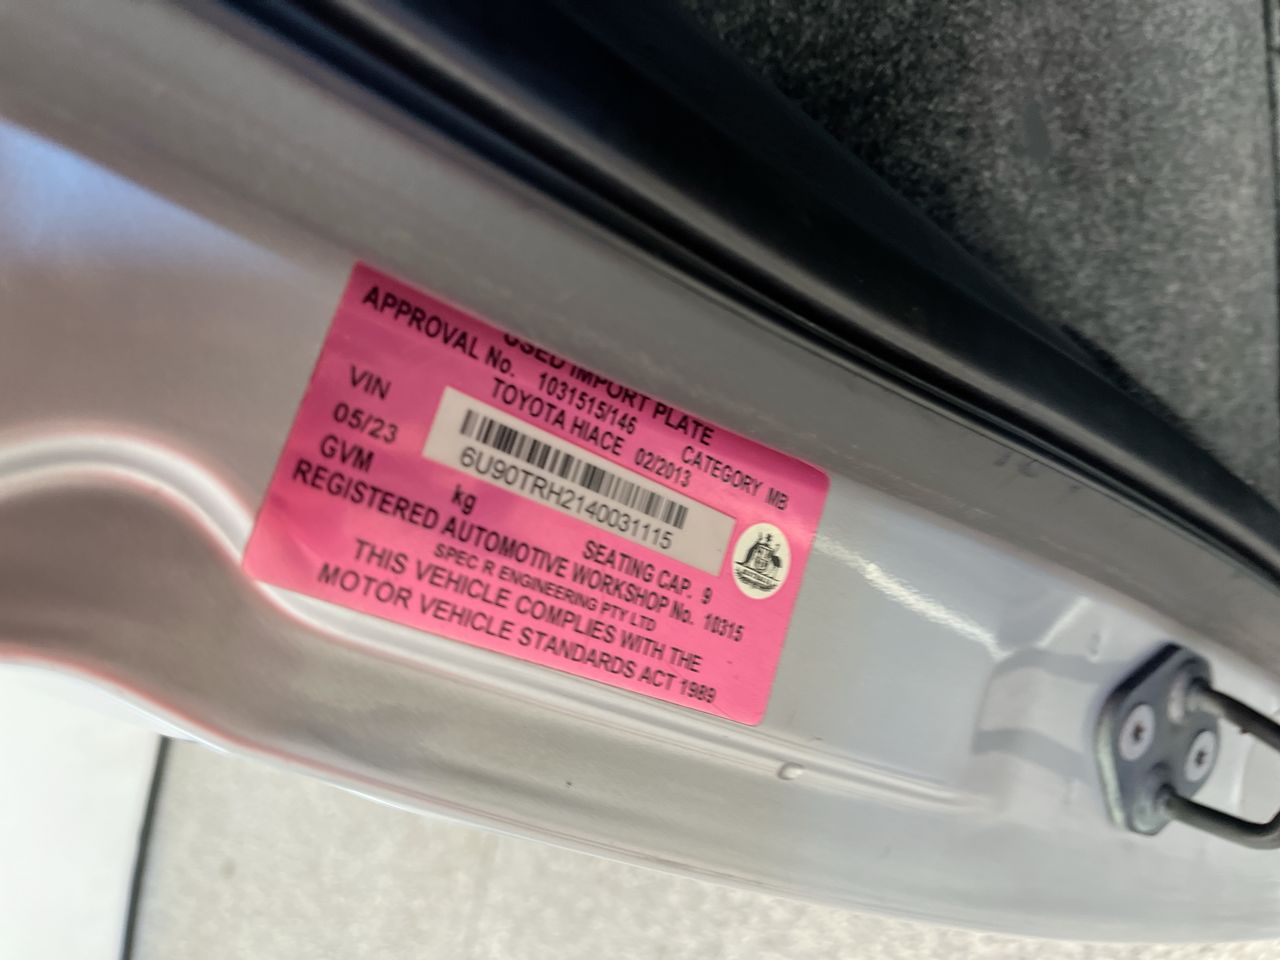 USED IMPORT PLATE
APPROVAL No. 1031515/146 CATEGORY MB
TOYOTA HIACE 02/2013
VIN 6U90TRH2140031115
05/23
GVM kg SEATING CAP. 9
REGISTERED AUTOMOTIVE WORKSHOP No. 10315
SPEC R ENGINEERING PTY LTD
THIS VEHICLE COMPLIES WITH THE
MOTOR VEHICLE STANDARDS ACT 1989